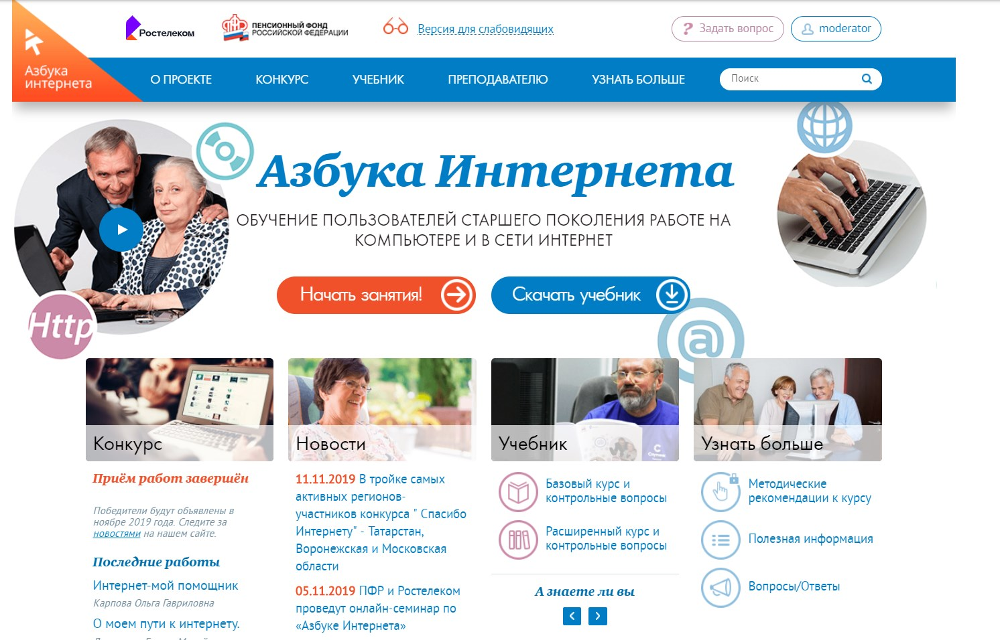 Ростелеком
ПЕНСИОННЫЙ ФОНД
РОССИЙСКОЙ ФЕДЕРАЦИИ
Версия для слабовидящих
Задать вопрос
moderator
Азбука
интернета
О ПРОЕКТЕ
КОНКУРС
УЧЕБНИК
ПРЕПОДАВАТЕЛЮ
УЗНАТЬ БОЛЬШЕ
Поиск
Азбука Интернета
ОБУЧЕНИЕ ПОЛЬЗОВАТЕЛЕЙ СТАРШЕГО ПОКОЛЕНИЯ РАБОТЕ НА
КОМПЬЮТЕРЕ И В СЕТИ ИНТЕРНЕТ
Начать занятия!
Скачать учебник
Http
@
Конкурс
Приём работ завершён
Победители будут объявлены в
ноябре 2019 года. Следите за
новостями на нашем сайте.
Последние работы
Интернет-мой помощник
Карпова Ольга Гавриловна
О моем пути к интернету.
Новости
11.11.2019 В тройке самых
активных регионов-
участников конкурса " Спасибо
Интернету" - Татарстан,
Воронежская и Московская
области
05.11.2019 ПФР и Ростелеком
проведут онлайн-семинар по
«Азбуке Интернета»
Учебник
Базовый курс и
контрольные вопросы
Расширенный курс и
контрольные вопросы
А знаете ли вы
Узнать больше
Методические
рекомендации к курсу
Полезная информация
Вопросы/Ответы